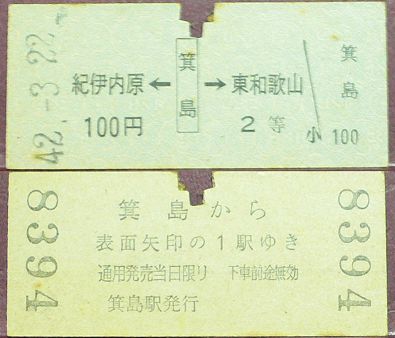 42.-3.22
紀伊内原 ← 箕島 → 東和歌山
100円
2等
箕島
小 100
箕島から
表面矢印の1駅ゆき
通用発売当日限り 下車前途無効
箕島駅発行
8394
8394